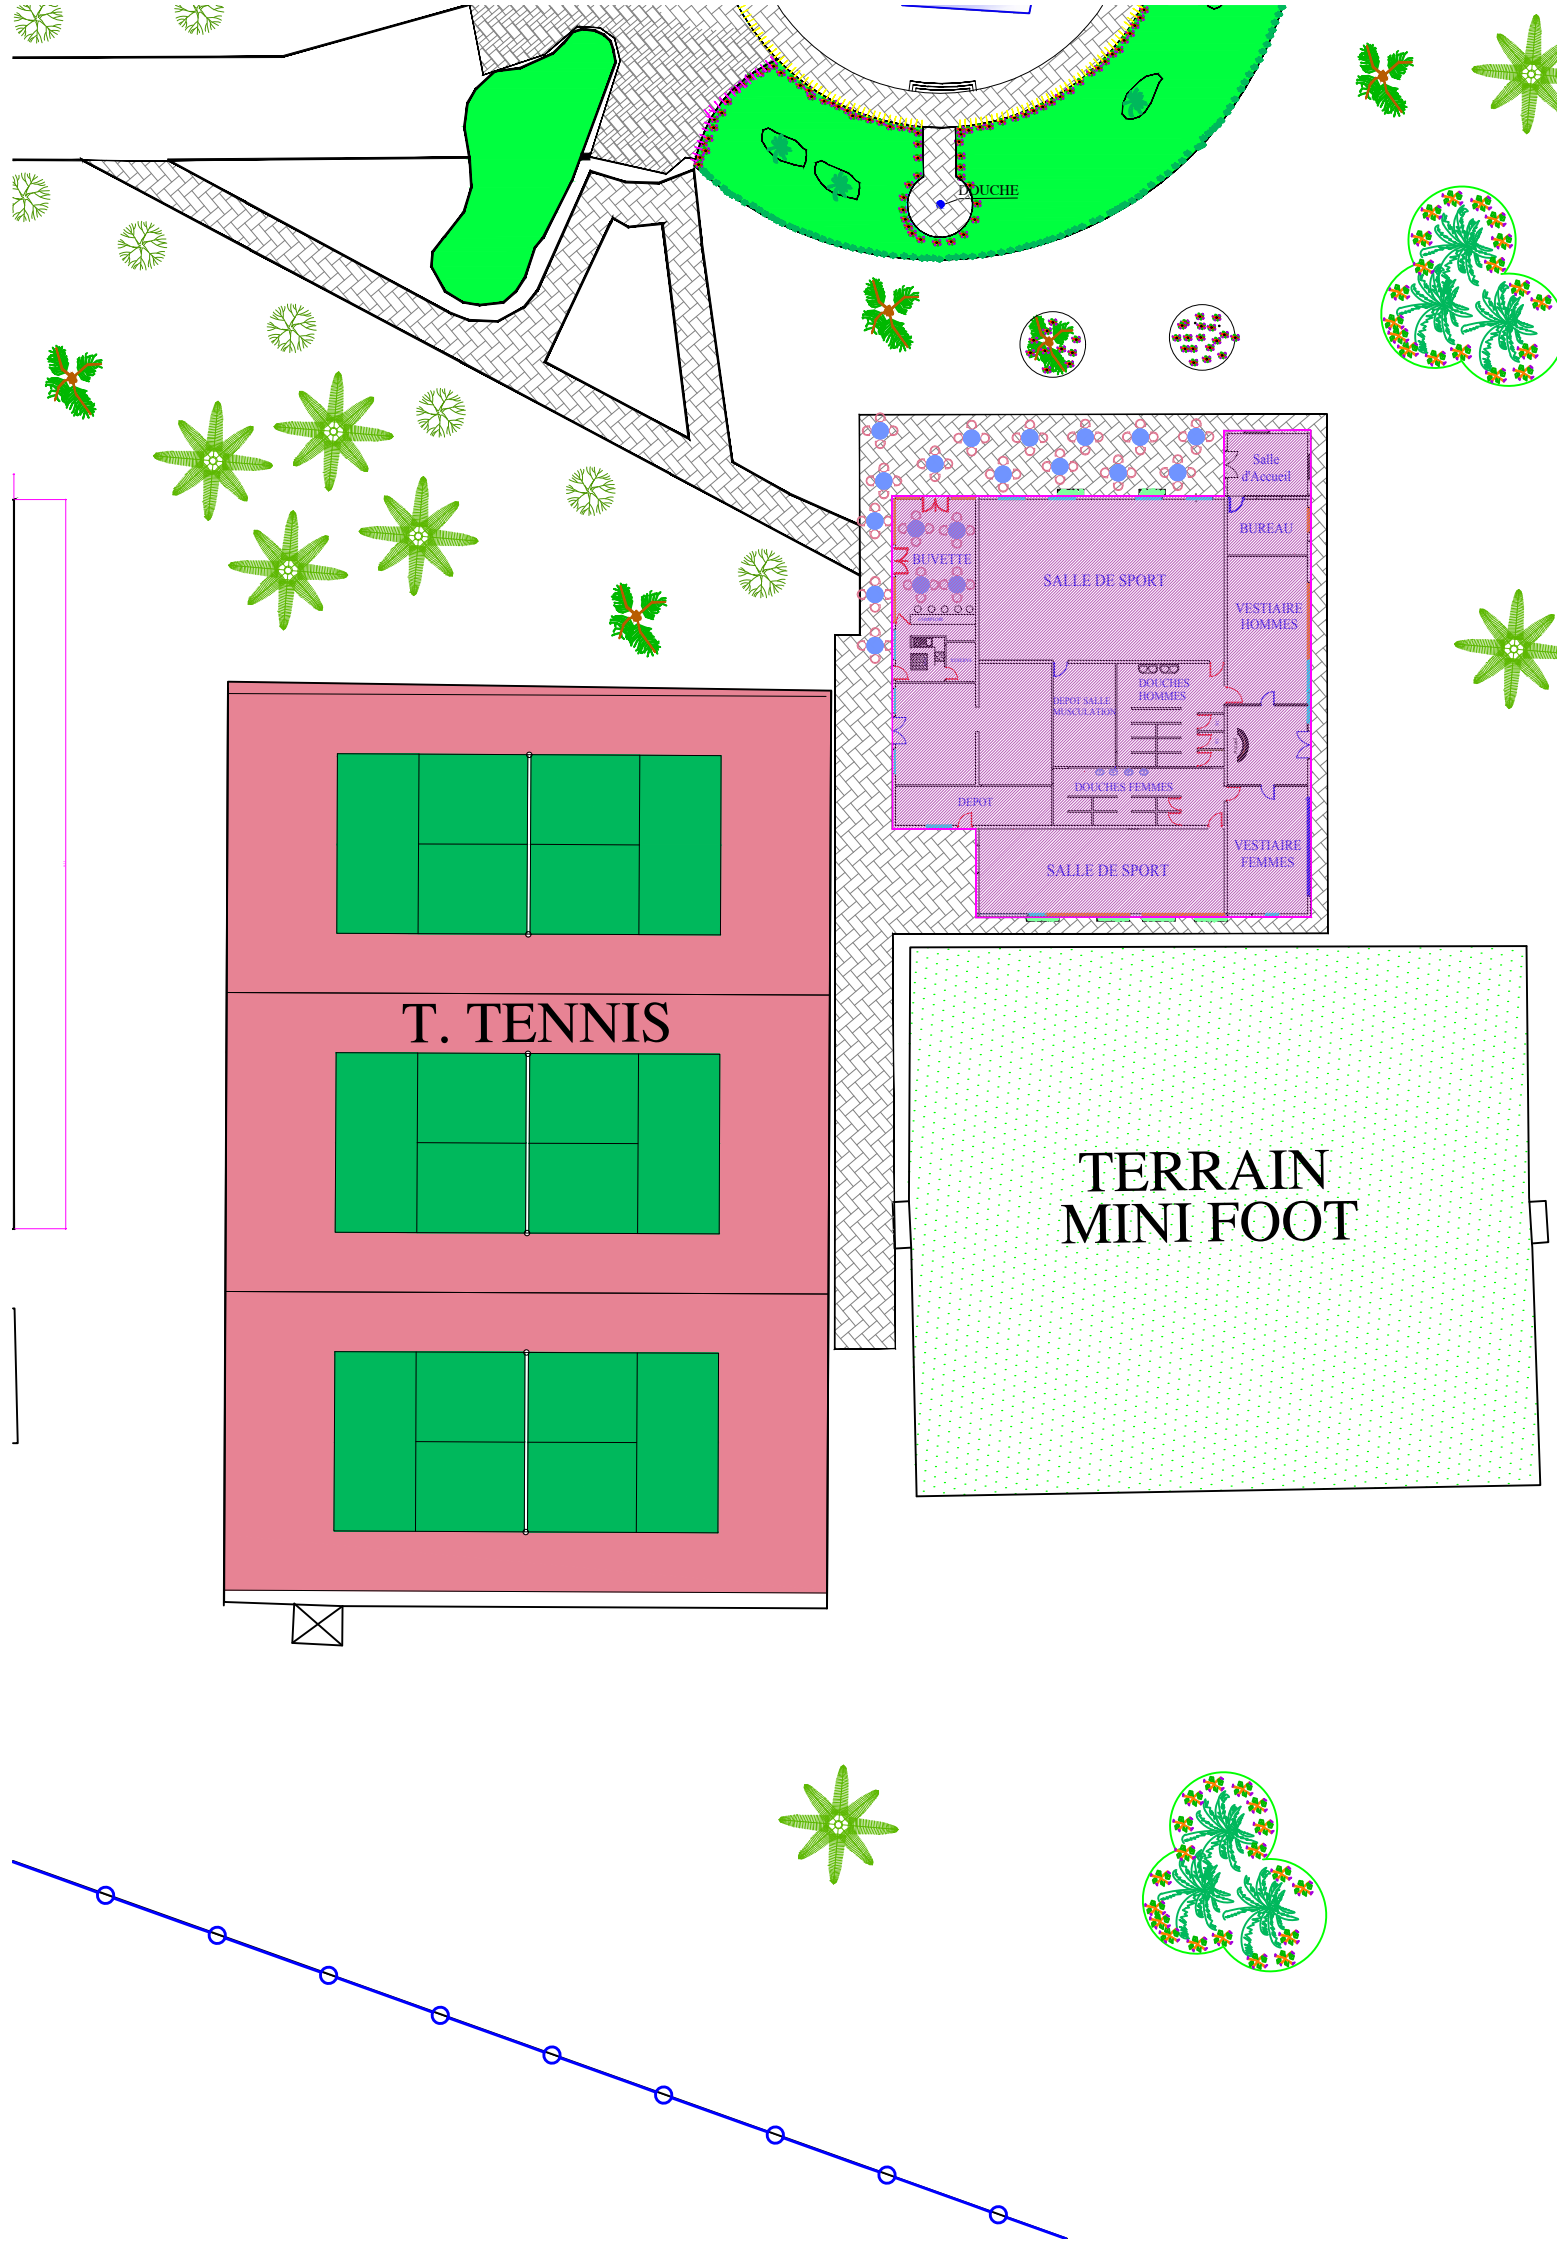 DOUCHE
Salle
d'Accueil
BUREAU
BUVETTE
SALLE DE SPORT
VESTIAIRE
HOMMES
COMPTOIR
DOUCHES
HOMMES
DEPOT SALLE
MUSCULATION
DOUCHES FEMMES
DEPOT
VESTIAIRE
FEMMES
SALLE DE SPORT
T. TENNIS
TERRAIN
MINI FOOT